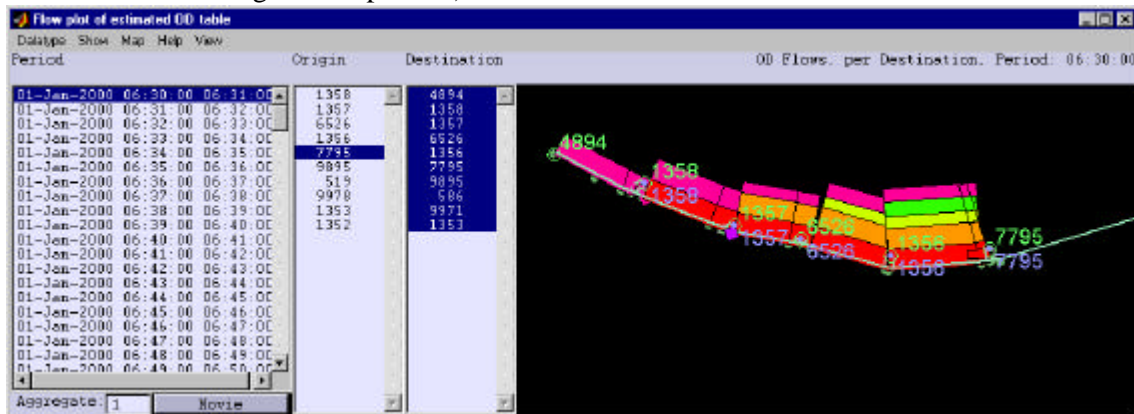 Flow plot of estimated OD table
Datatype Show Map Help View
Period Origin Destination OD Flows. per Destination. Period: 06:30:00
01-Jan-2000 06:30:00 06:31:00 1358 4894
01-Jan-2000 06:31:00 06:32:00 1357 1358
01-Jan-2000 06:32:00 06:33:00 6526 1357
01-Jan-2000 06:33:00 06:34:00 1356 6526
01-Jan-2000 06:34:00 06:35:00 7795 1356
01-Jan-2000 06:35:00 06:36:00 9895 7795
01-Jan-2000 06:36:00 06:37:00 519 9895
01-Jan-2000 06:37:00 06:38:00 9978 586
01-Jan-2000 06:38:00 06:39:00 1353 9971
01-Jan-2000 06:39:00 06:40:00 1352 1353
01-Jan-2000 06:40:00 06:41:00
01-Jan-2000 06:41:00 06:42:00
01-Jan-2000 06:42:00 06:43:00
01-Jan-2000 06:43:00 06:44:00
01-Jan-2000 06:44:00 06:45:00
01-Jan-2000 06:45:00 06:46:00
01-Jan-2000 06:46:00 06:47:00
01-Jan-2000 06:47:00 06:48:00
01-Jan-2000 06:48:00 06:49:00
01-Jan-2000 06:49:00 06:50:00
Aggregate: 1 Movie
4894
1358
1358
1357
1357
6526
6526
1356
1356
7795
7795